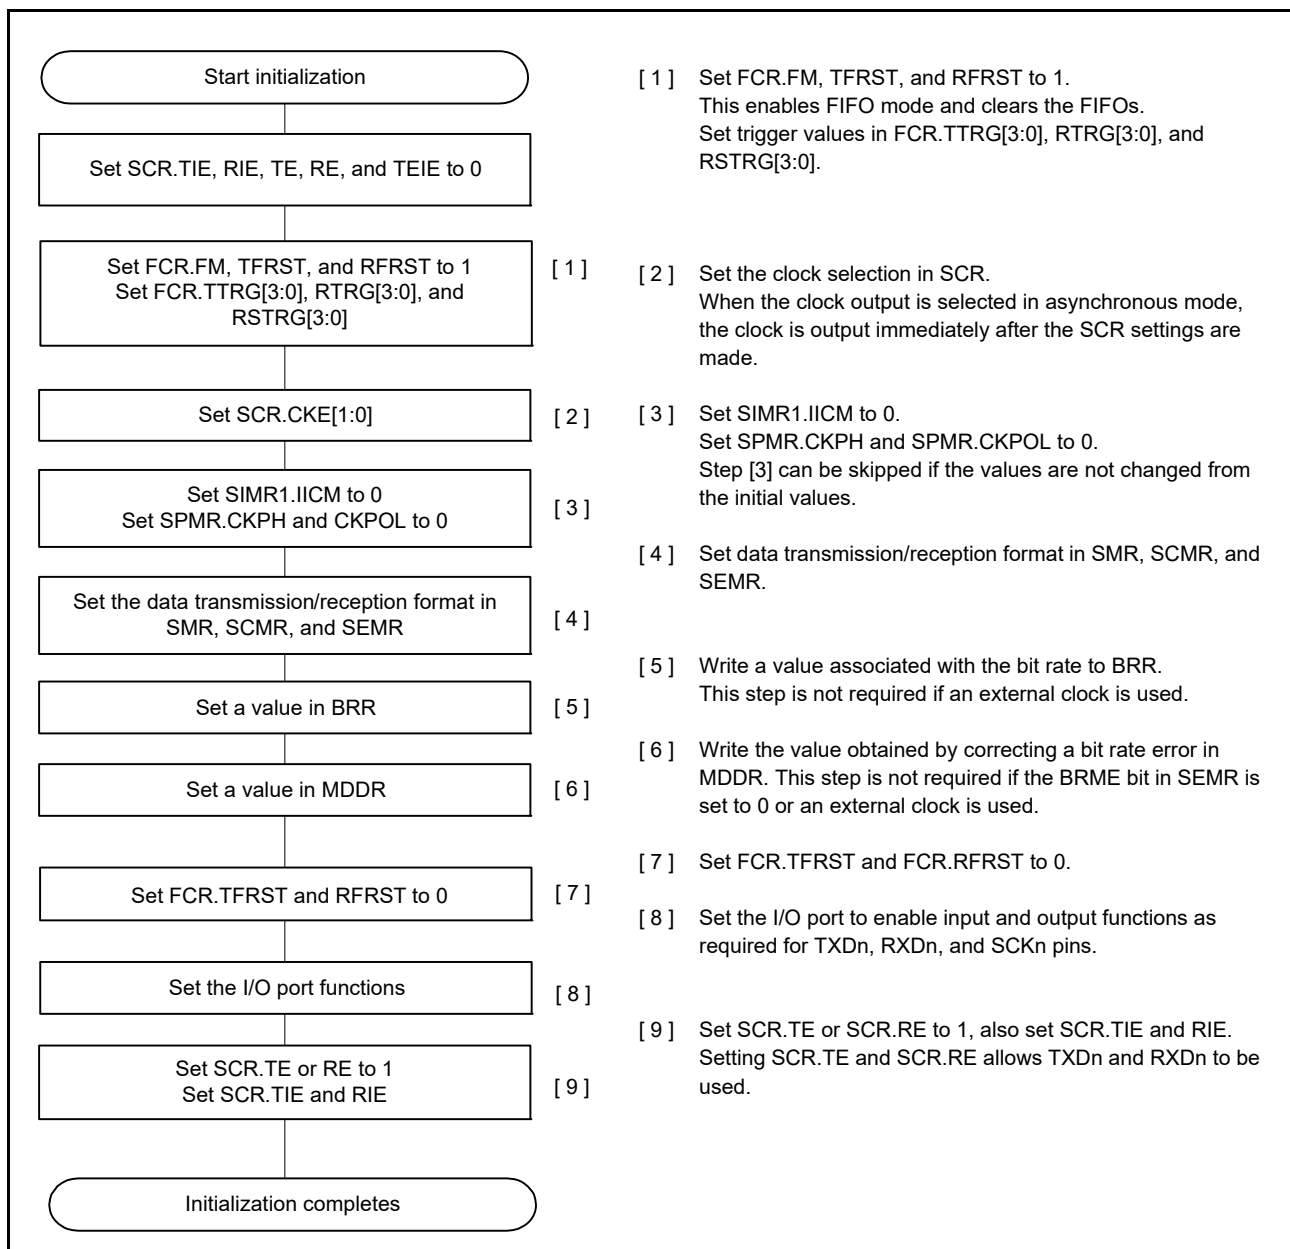 Start initialization
Set SCR.TIE, RIE, TE, RE, and TEIE to 0
Set FCR.FM, TFRST, and RFRST to 1
Set FCR.TTRG[3:0], RTRG[3:0], and
RSTRG[3:0]
[ 1 ]
Set SCR.CKE[1:0]
[ 2 ]
Set SIMR1.IICM to 0
Set SPMR.CKPH and CKPOL to 0
[ 3 ]
Set the data transmission/reception format in
SMR, SCMR, and SEMR
[ 4 ]
Set a value in BRR
[ 5 ]
Set a value in MDDR
[ 6 ]
Set FCR.TFRST and RFRST to 0
[ 7 ]
Set the I/O port functions
[ 8 ]
Set SCR.TE or RE to 1
Set SCR.TIE and RIE
[ 9 ]
Initialization completes
[ 1 ] Set FCR.FM, TFRST, and RFRST to 1.
This enables FIFO mode and clears the FIFOs.
Set trigger values in FCR.TTRG[3:0], RTRG[3:0], and
RSTRG[3:0].
[ 2 ] Set the clock selection in SCR.
When the clock output is selected in asynchronous mode,
the clock is output immediately after the SCR settings are
made.
[ 3 ] Set SIMR1.IICM to 0.
Set SPMR.CKPH and SPMR.CKPOL to 0.
Step [3] can be skipped if the values are not changed from
the initial values.
[ 4 ] Set data transmission/reception format in SMR, SCMR, and
SEMR.
[ 5 ] Write a value associated with the bit rate to BRR.
This step is not required if an external clock is used.
[ 6 ] Write the value obtained by correcting a bit rate error in
MDDR. This step is not required if the BRME bit in SEMR is
set to 0 or an external clock is used.
[ 7 ] Set FCR.TFRST and FCR.RFRST to 0.
[ 8 ] Set the I/O port to enable input and output functions as
required for TXDn, RXDn, and SCKn pins.
[ 9 ] Set SCR.TE or SCR.RE to 1, also set SCR.TIE and RIE.
Setting SCR.TE and SCR.RE allows TXDn and RXDn to be
used.